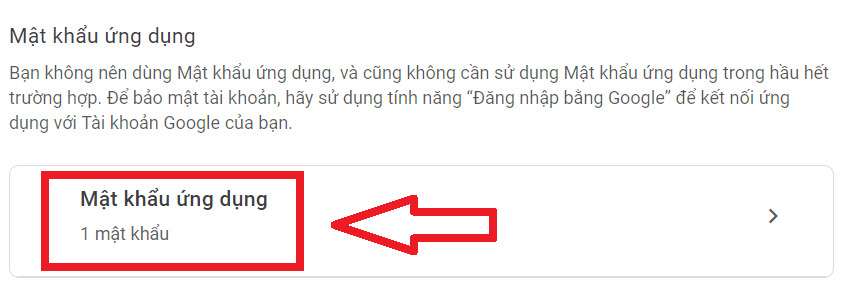 Mật khẩu ứng dụng
Bạn không nên dùng Mật khẩu ứng dụng, và cũng không cần sử dụng Mật khẩu ứng dụng trong hầu hết
trường hợp. Để bảo mật tài khoản, hãy sử dụng tính năng “Đăng nhập bằng Google” để kết nối ứng
dụng với Tài khoản Google của bạn.
Mật khẩu ứng dụng
1 mật khẩu